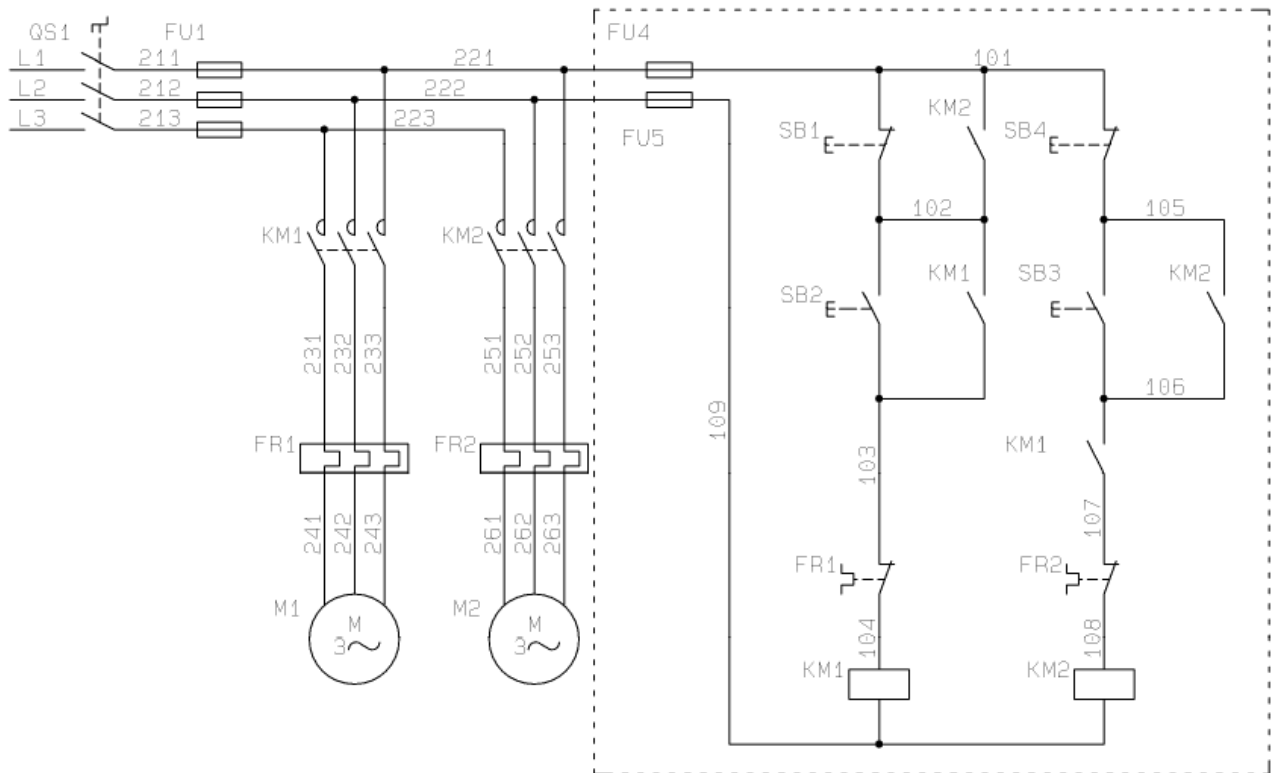 QS1 FU1 FU4
L1 211 221 101
L2 212 222
L3 213 223 FU5
KM2
SB1 SB4
102 105
KM1 KM2
KM1 SB3 KM2
SB2
231 232 233 251 252 253
109
106
FR1 FR2
103 KM1
241 242 243 261 262 263
107
FR1 FR2
M1 M M2 M
3 3
104 108
KM1 KM2